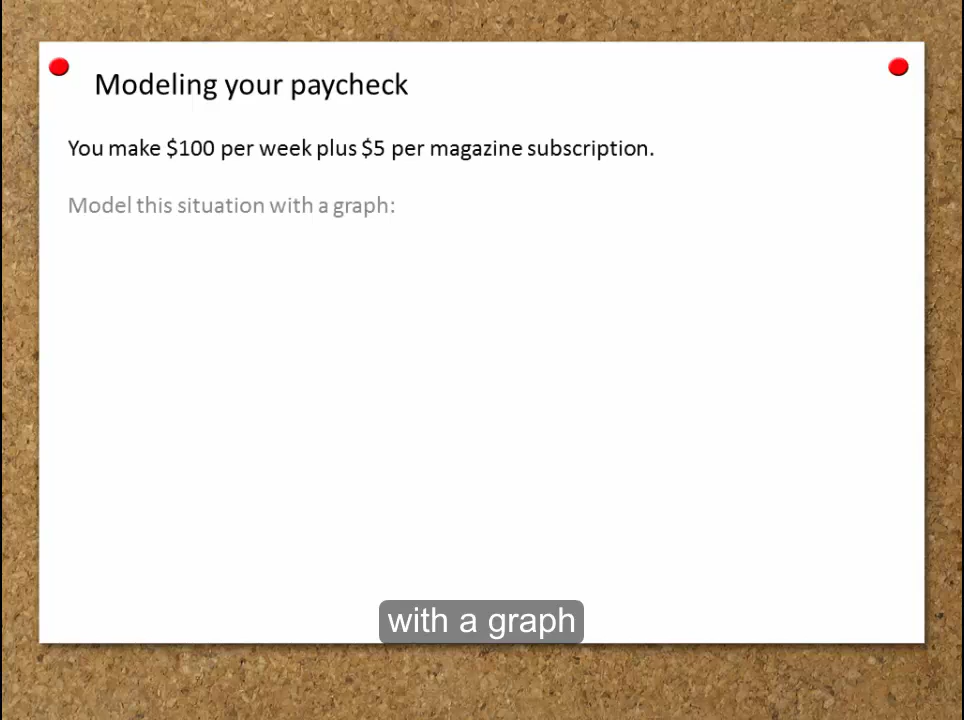 Modeling your paycheck
You make $100 per week plus $5 per magazine subscription.
Model this situation with a graph:
with a graph